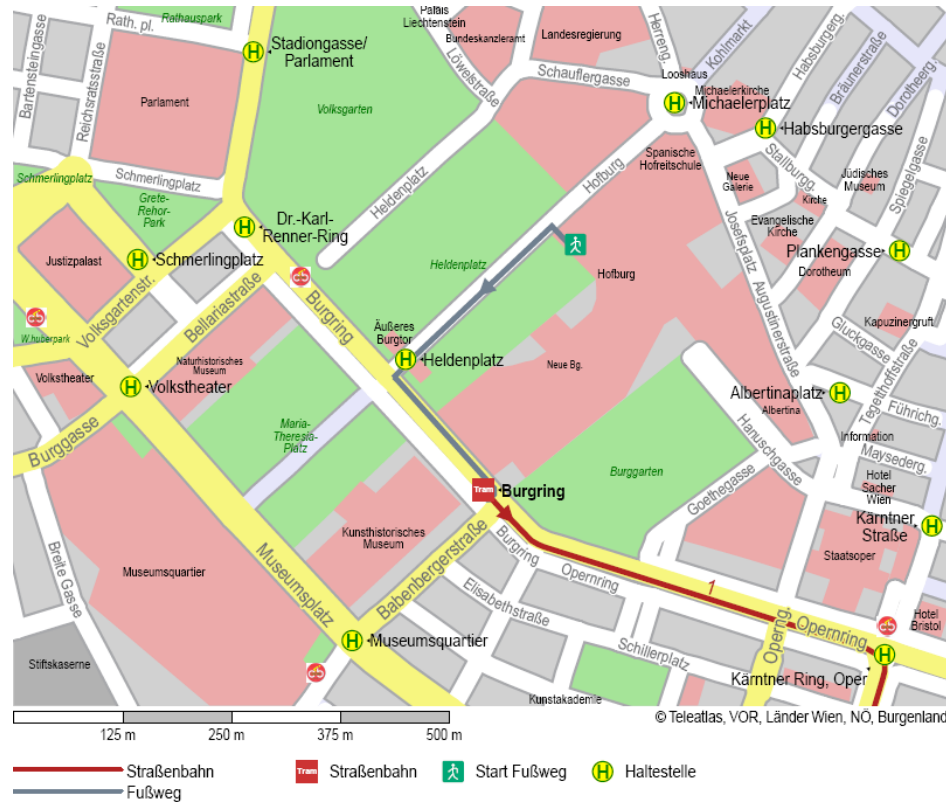 Rath. pl.
Rathauspark
Palais
Liechtenstein
Bundeskanzleramt
Landesregierung
Herreng.
Kohlmarkt
Habsburgerg.
Bräunerstraße
Dorotheerg.
Bartensteingasse
Reichsratsstraße
Stadiongasse/
Parlament
Löwelstraße
Schauflergasse
Looshaus
Michaelerkirche
Parlament
Volksgarten
Michaelerplatz
Habsburgergasse
Spanische
Hofreitschule
Stallburgg.
Jüdisches
Museum
Spiegelgasse
Schmerlingplatz
Schmerlingplatz
Heldenplatz
Hofburg
Neue
Galerie
Kirche
Grete-
Rehor-
Park
Dr.-Karl-
Renner-Ring
Evangelische
Kirche
Josefsplatz
Plankengasse
Justizpalast
Schmerlingplatz
Heldenplatz
Hofburg
Dorotheum
Augustinerstraße
Volksgartenstr.
Bellariastraße
Burgring
Kapuzinergruft
W.huberpark
Äußeres
Burgtor
Gluckgasse
Tegetthoffstraße
Volkstheater
Naturhistorisches
Museum
Heldenplatz
Neue Bg.
Volkstheater
Albertinaplatz
Albertina
Führichg.
Burggasse
Maria-
Theresia-
Platz
Hanuschgasse
Information
Maysederg.
Burggarten
Goethegasse
Hotel
Sacher
Wien
Tram
Burgring
Kärntner
Straße
Kunsthistorisches
Museum
Burgring
Staatsoper
Breite Gasse
Museumsquartier
Museumsplatz
Babenbergerstraße
Opernring
1
Elisabethstraße
Hotel
Bristol
Operng.
Opernring
Museumsquartier
Schillerplatz
Stiftskaserne
Kärntner Ring, Oper
Kunstakademie
© Teleatlas, VOR, Länder Wien, NÖ, Burgenland
125 m 250 m 375 m 500 m
Straßenbahn Tram Straßenbahn Start Fußweg H Haltestelle
Fußweg